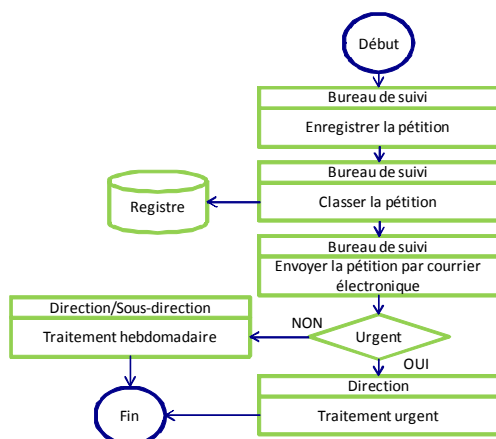 Début
Bureau de suivi
Enregistrer la pétition
Bureau de suivi
Classer la pétition
Registre
Bureau de suivi
Envoyer la pétition par courrier
électronique
Direction/Sous-direction
Traitement hebdomadaire
NON
Urgent
OUI
Direction
Traitement urgent
Fin